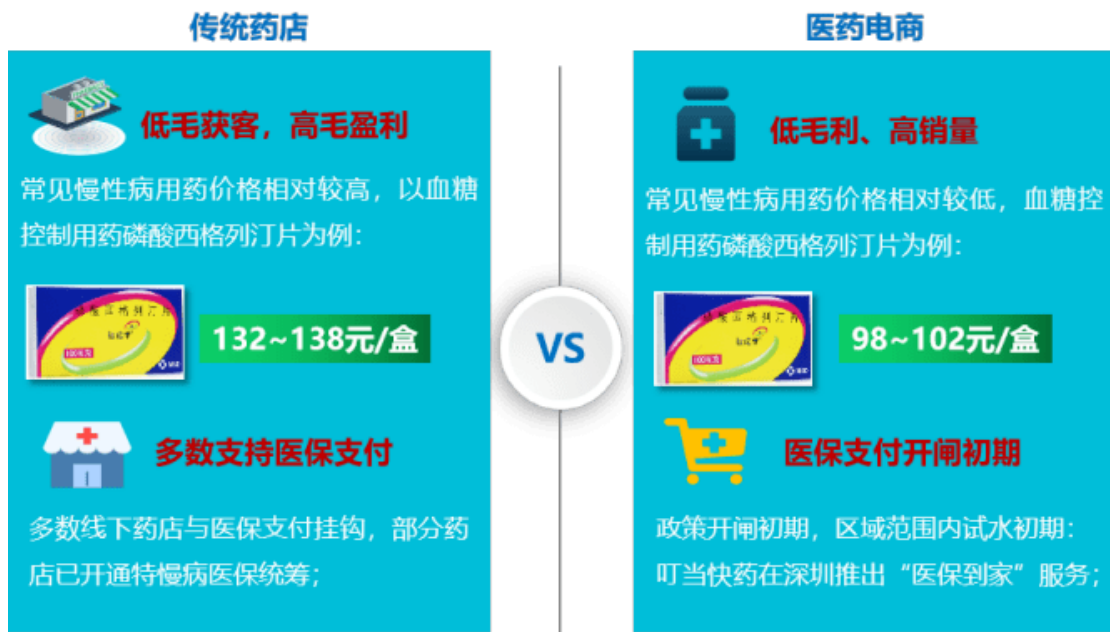 传统药店
低毛获客，高毛盈利
常见慢性病用药价格相对较高，以血糖
控制用药磷酸西格列汀片为例：
132~138元/盒
多数支持医保支付
多数线下药店与医保支付挂钩，部分药
店已开通特慢病医保统筹；
VS
医药电商
低毛利、高销量
常见慢性病用药价格相对较低，血糖控
制用药磷酸西格列汀片为例：
98~102元/盒
医保支付开闸初期
政策开闸初期，区域范围内试水初期：
叮当快药在深圳推出“医保到家”服务；